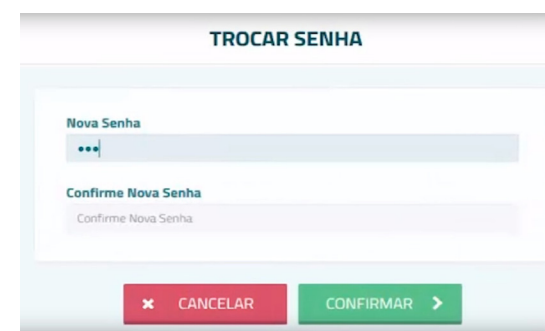 TROCAR SENHA
Nova Senha
•••
Confirme Nova Senha
Confirme Nova Senha
CANCELAR
CONFIRMAR